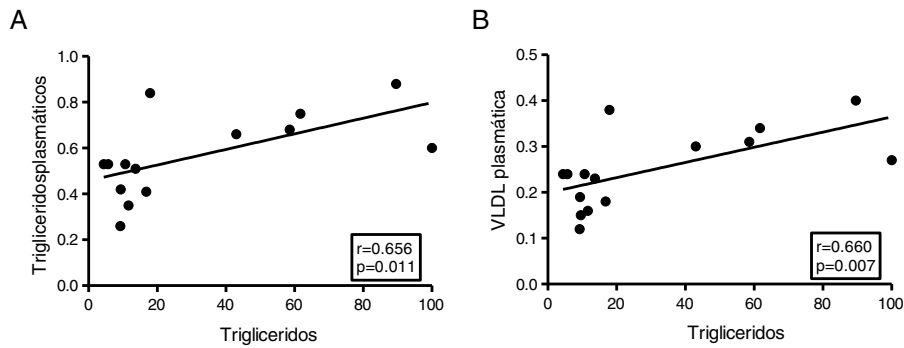 A
B
1.0
0.8
0.6
0.4
0.2
0.0
Trigliceridosplasmáticos
0
20
40
60
80
100
Trigliceridos
r=0.656
p=0.011
0.5
0.4
0.3
0.2
0.1
0.0
VLDL plasmática
0
20
40
60
80
100
Trigliceridos
r=0.660
p=0.007